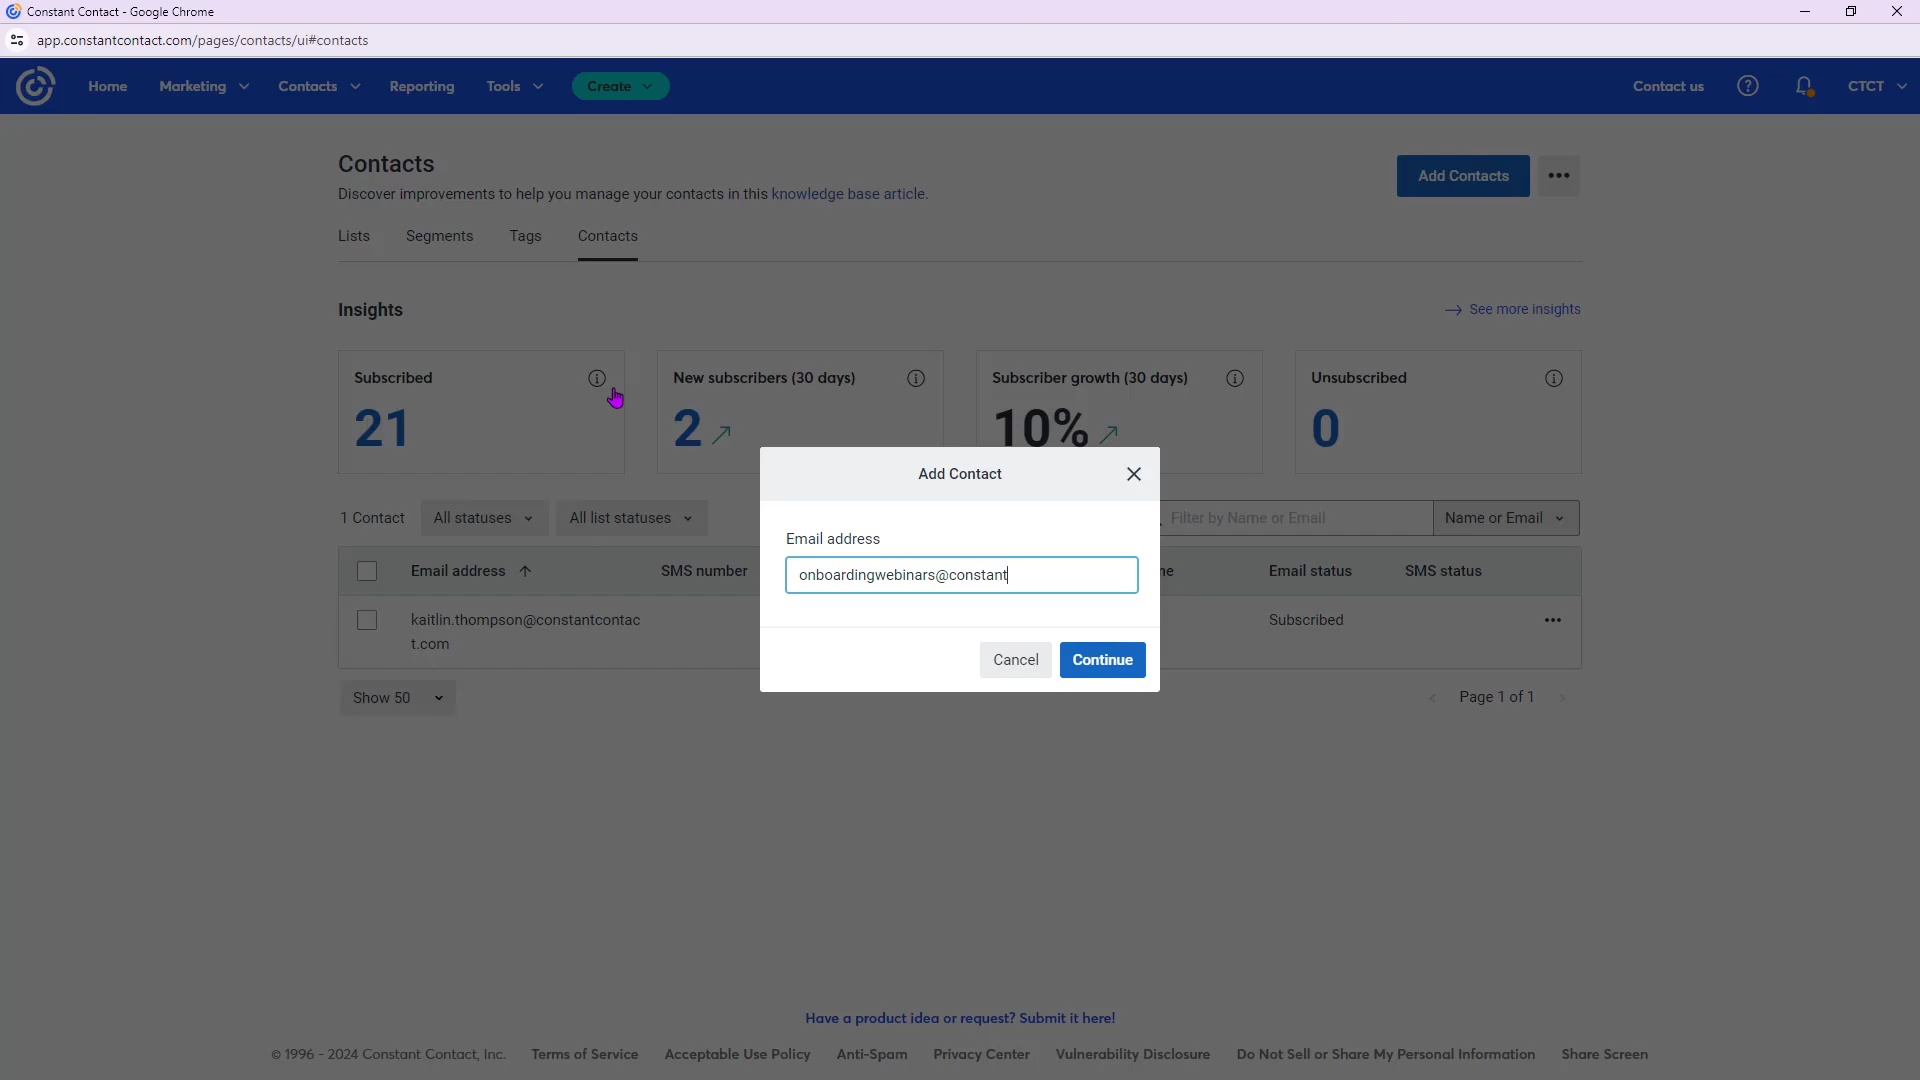 Constant Contact - Google Chrome
app.constantcontact.com/pages/contacts/ui#contacts
Home Marketing Contacts Reporting Tools Create Contact us CTCT
Contacts
Discover improvements to help you manage your contacts in this knowledge base article.
Add Contacts
Lists Segments Tags Contacts
Insights
See more insights
Subscribed New subscribers (30 days) Subscriber growth (30 days) Unsubscribed
21 2 10% 0
Add Contact
1 Contact All statuses All list statuses Filter by Name or Email Name or Email
Email address
Email address SMS number onboardingwebinars@constant Email status SMS status
kaitlin.thompson@constantcontac Subscribed
t.com
Cancel Continue
Show 50 Page 1 of 1
Have a product idea or request? Submit it here!
© 1996 - 2024 Constant Contact, Inc. Terms of Service Acceptable Use Policy Anti-Spam Privacy Center Vulnerability Disclosure Do Not Sell or Share My Personal Information Share Screen